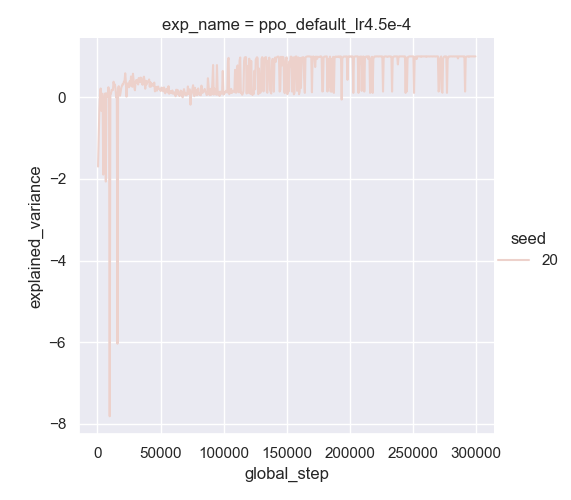 exp_name = ppo_default_lr4.5e-4
explained_variance
0
−2
−4
−6
−8
0 50000 100000 150000 200000 250000 300000
global_step
seed
20